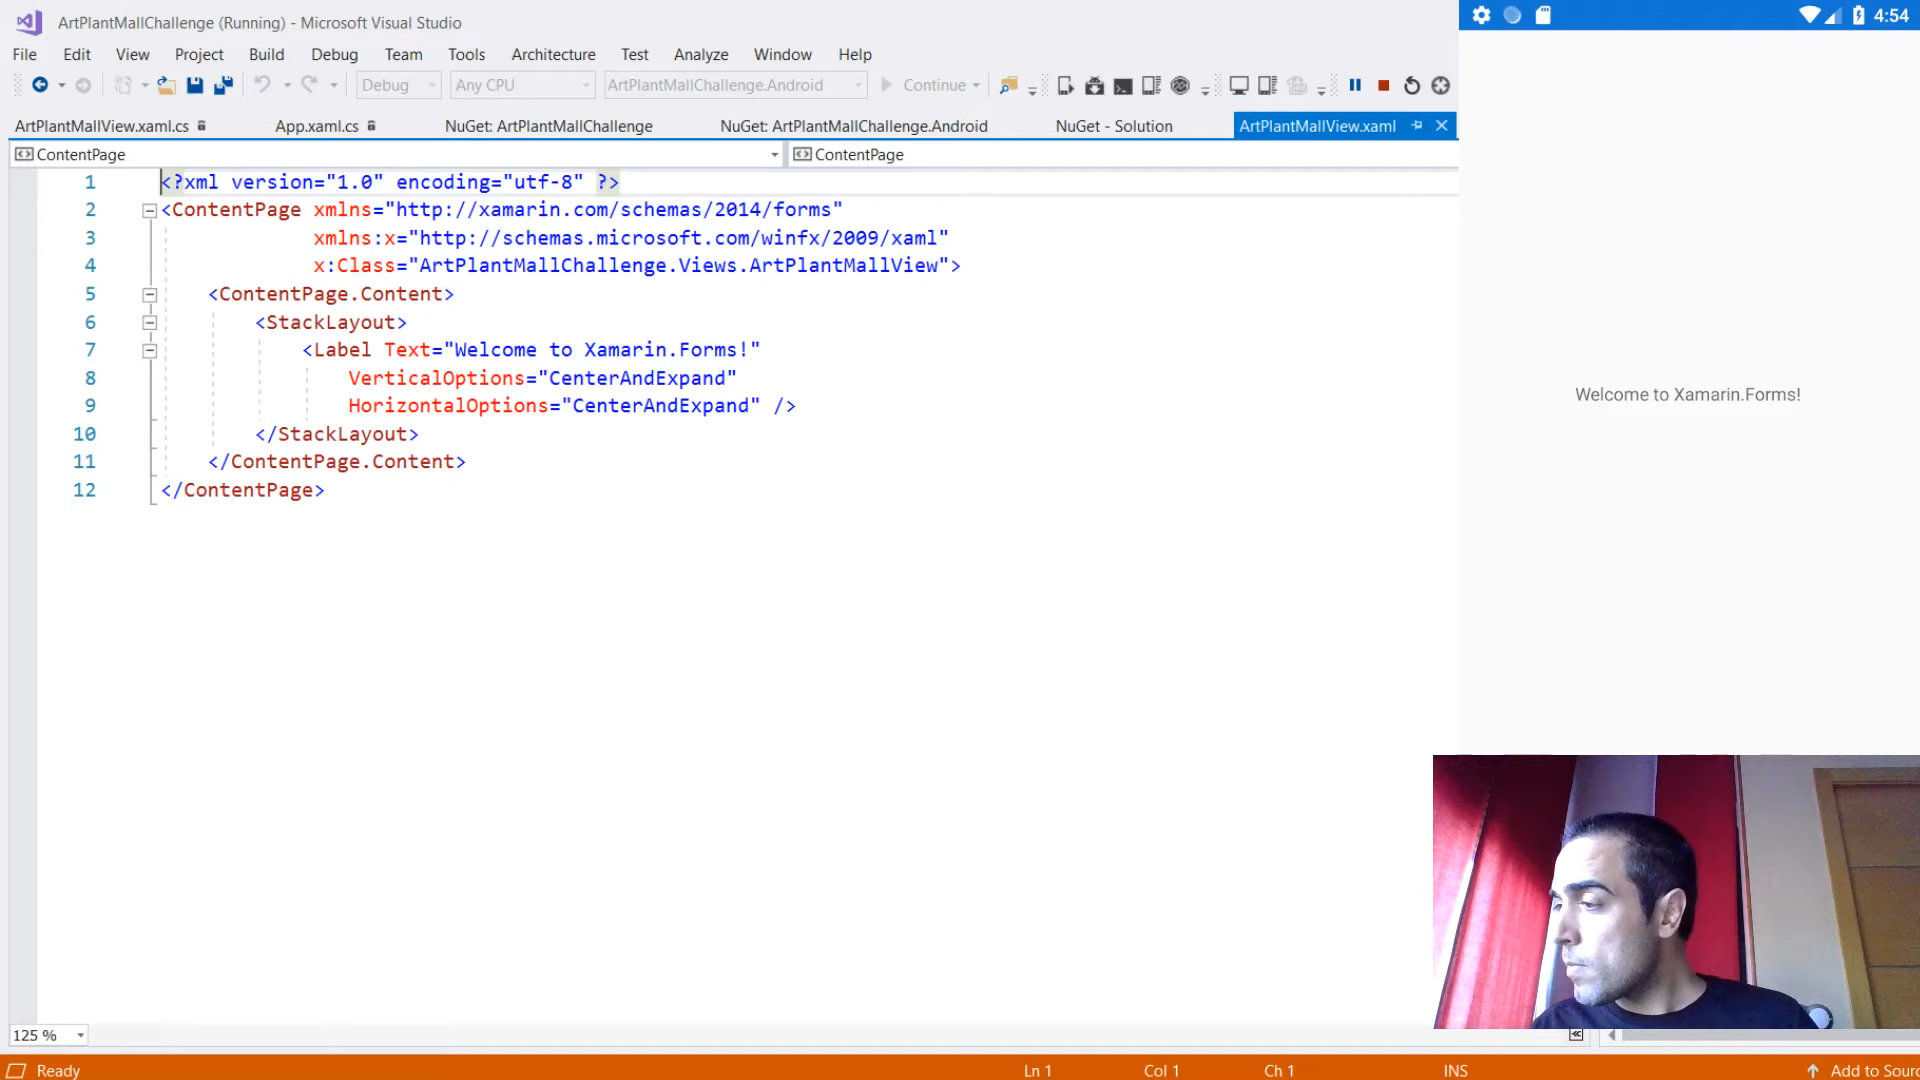 ArtPlantMallChallenge (Running) - Microsoft Visual Studio
4:54
File Edit View Project Build Debug Team Tools Architecture Test Analyze Window Help
Debug Any CPU ArtPlantMallChallenge.Android Continue
ArtPlantMallView.xaml.cs App.xaml.cs NuGet: ArtPlantMallChallenge NuGet: ArtPlantMallChallenge.Android NuGet - Solution ArtPlantMallView.xaml
ContentPage ContentPage
1 <?xml version="1.0" encoding="utf-8" ?>
2 <ContentPage xmlns="http://xamarin.com/schemas/2014/forms"
3 xmlns:x="http://schemas.microsoft.com/winfx/2009/xaml"
4 x:Class="ArtPlantMallChallenge.Views.ArtPlantMallView">
5 <ContentPage.Content>
6 <StackLayout>
7 <Label Text="Welcome to Xamarin.Forms!"
8 VerticalOptions="CenterAndExpand"
9 HorizontalOptions="CenterAndExpand" />
10 </StackLayout>
11 </ContentPage.Content>
12 </ContentPage>
Welcome to Xamarin.Forms!
125 %
Ready Ln 1 Col 1 Ch 1 INS Add to Sourc